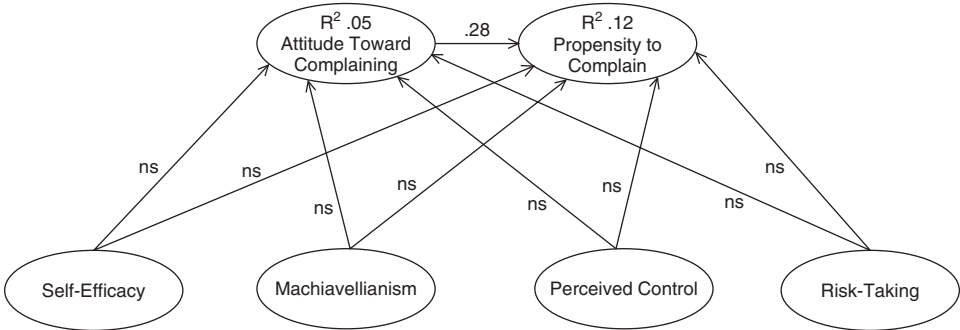 R² .05
Attitude Toward
Complaining
.28
R² .12
Propensity to
Complain
ns
ns
ns
ns
ns
ns
ns
ns
Self-Efficacy
Machiavellianism
Perceived Control
Risk-Taking